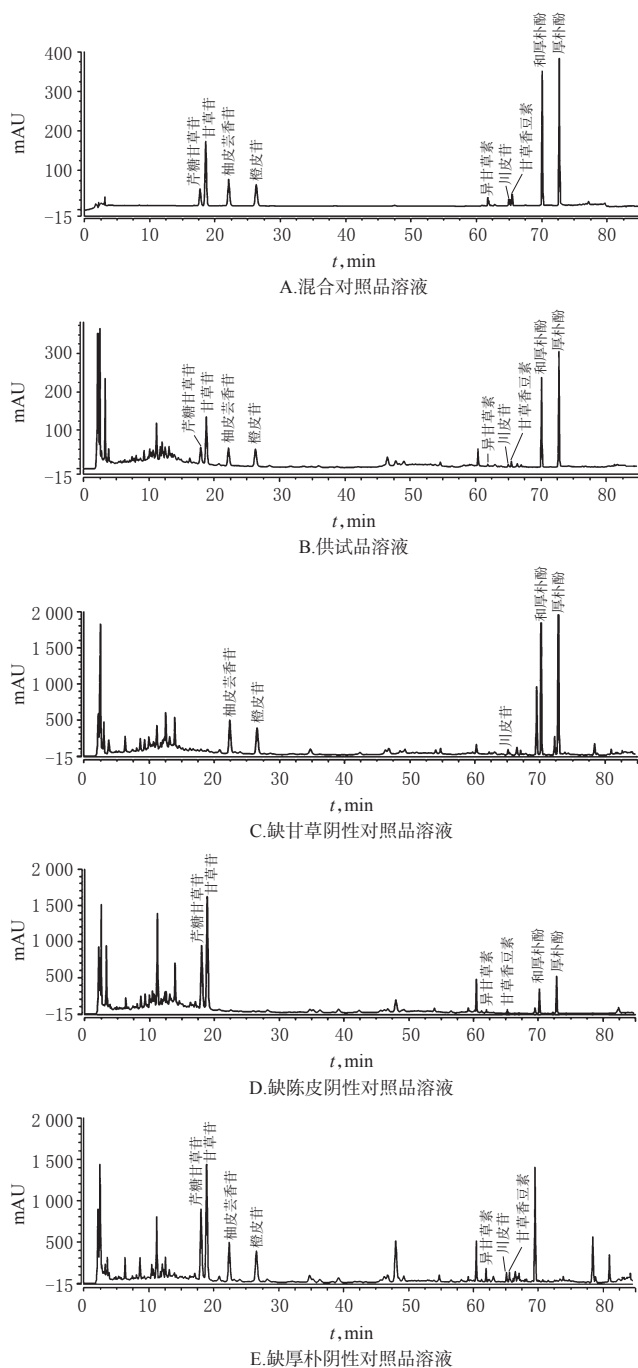 400
300
200
100
-15
mAU
芹糖甘草苷
甘草苷
柚皮芸香苷
橙皮苷
异甘草素
川皮苷
甘草香豆素
和厚朴酚
厚朴酚
0 10 20 30 40 50 60 70 80
t,min
A.混合对照品溶液
300
200
100
-15
mAU
芹糖甘草苷
甘草苷
柚皮芸香苷
橙皮苷
异甘草素
川皮苷
甘草香豆素
和厚朴酚
厚朴酚
0 10 20 30 40 50 60 70 80
t,min
B.供试品溶液
2 000
1 500
1 000
500
-15
mAU
柚皮芸香苷
橙皮苷
川皮苷
和厚朴酚
厚朴酚
0 10 20 30 40 50 60 70 80
t,min
C.缺甘草阴性对照品溶液
2 000
1 500
1 000
500
-15
mAU
芹糖甘草苷
甘草苷
异甘草素
甘草香豆素
和厚朴酚
厚朴酚
0 10 20 30 40 50 60 70 80
t,min
D.缺陈皮阴性对照品溶液
2 000
1 500
1 000
500
-15
mAU
芹糖甘草苷
甘草苷
柚皮芸香苷
橙皮苷
异甘草素
川皮苷
甘草香豆素
0 10 20 30 40 50 60 70 80
t,min
E.缺厚朴阴性对照品溶液